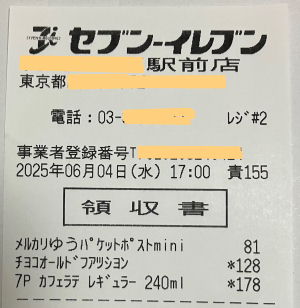 セブン-イレブン
駅前店
東京都
電話:03-
レジ#2
事業者登録番号T
2025年06月04日(水) 17:00 責155
領収書
メルカリゆうパケットポストmini 81
チョコオールドファッション *128
7P カフェラテ レギュラー 240ml *178